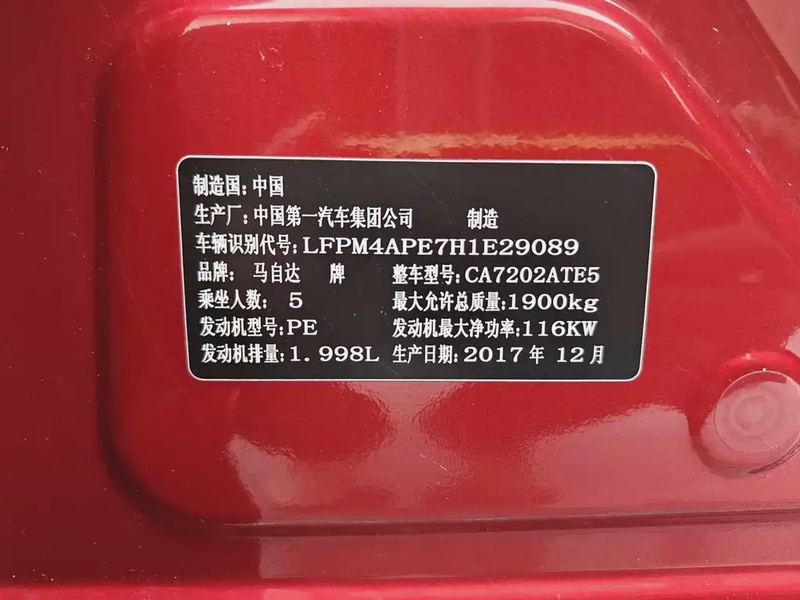 制造国:中国
生产厂:中国第一汽车集团公司 制造
车辆识别代号:LFPM4APE7H1E29089
品牌: 马自达 牌 整车型号:CA7202ATE5
乘坐人数: 5 最大允许总质量:1900kg
发动机型号:PE 发动机最大净功率:116KW
发动机排量:1.998L 生产日期:2017年 12月